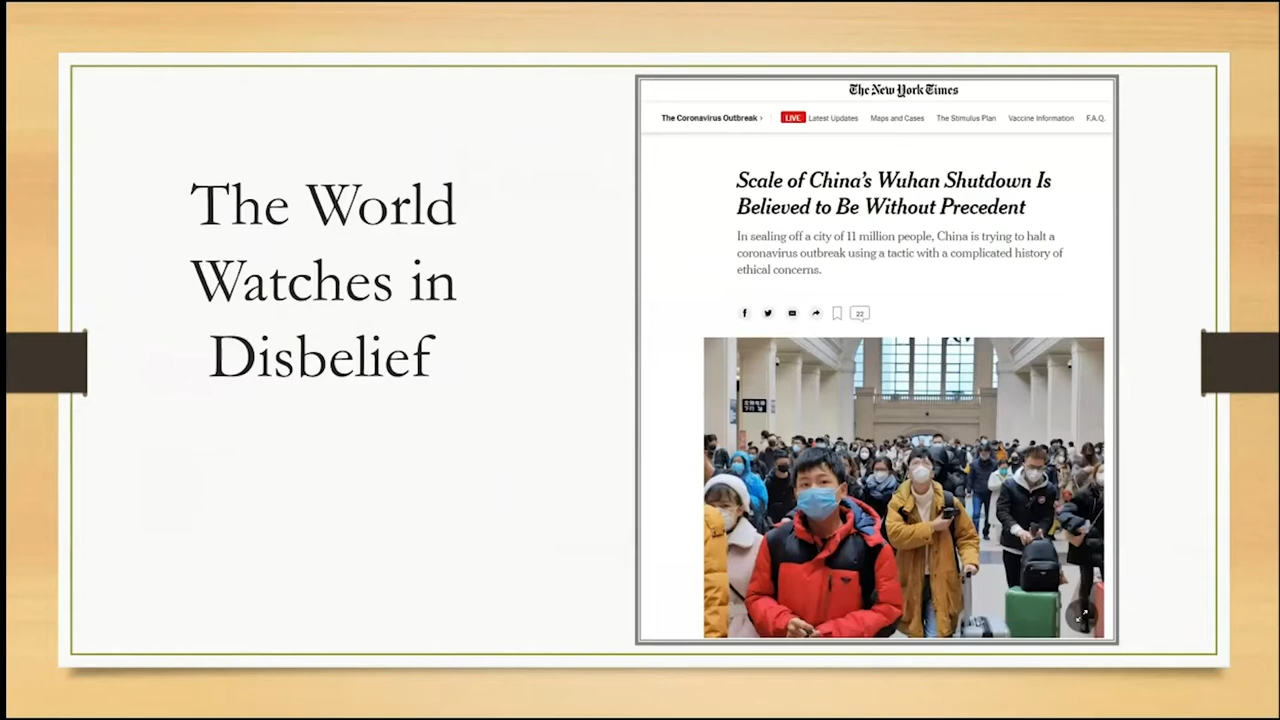 The World
Watches in
Disbelief
The New York Times
The Coronavirus Outbreak › LIVE Latest Updates Maps and Cases The Stimulus Plan Vaccine Information F.A.Q.
Scale of China's Wuhan Shutdown Is
Believed to Be Without Precedent
In sealing off a city of 11 million people, China is trying to halt a
coronavirus outbreak using a tactic with a complicated history of
ethical concerns.
22